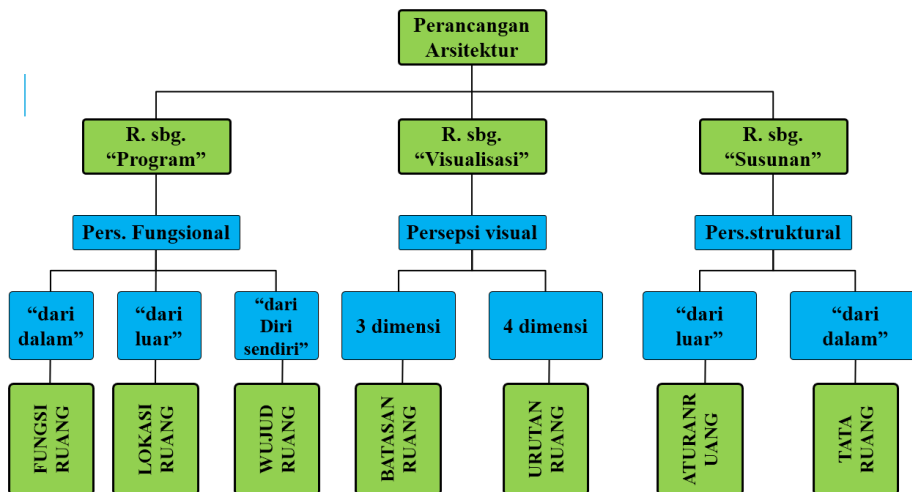 Perancangan
Arsitektur
R. sbg.
“Program”
R. sbg.
“Visualisasi”
R. sbg.
“Susunan”
Pers. Fungsional
Persepsi visual
Pers.struktural
“dari
dalam”
“dari
luar”
“dari
Diri
sendiri”
3 dimensi
4 dimensi
“dari
luar”
“dari
dalam”
FUNGSI
RUANG
LOKASI
RUANG
WUJUD
RUANG
BATASAN
RUANG
URUTAN
RUANG
ATURANR
UANG
TATA
RUANG